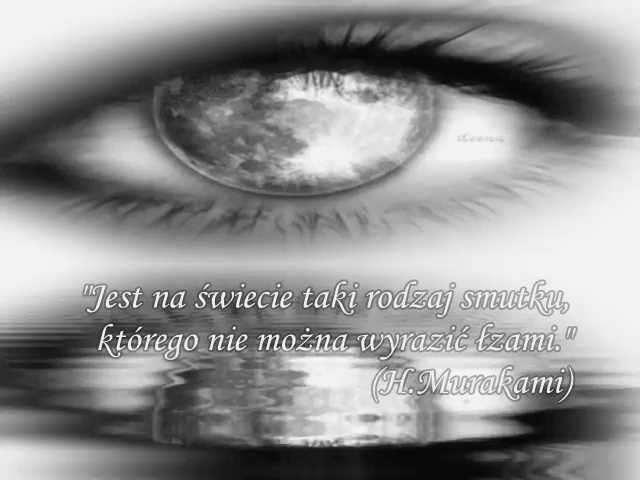 "Jest na świecie taki rodzaj smutku,
którego nie można wyrazić łzami."
(H.Murakami)